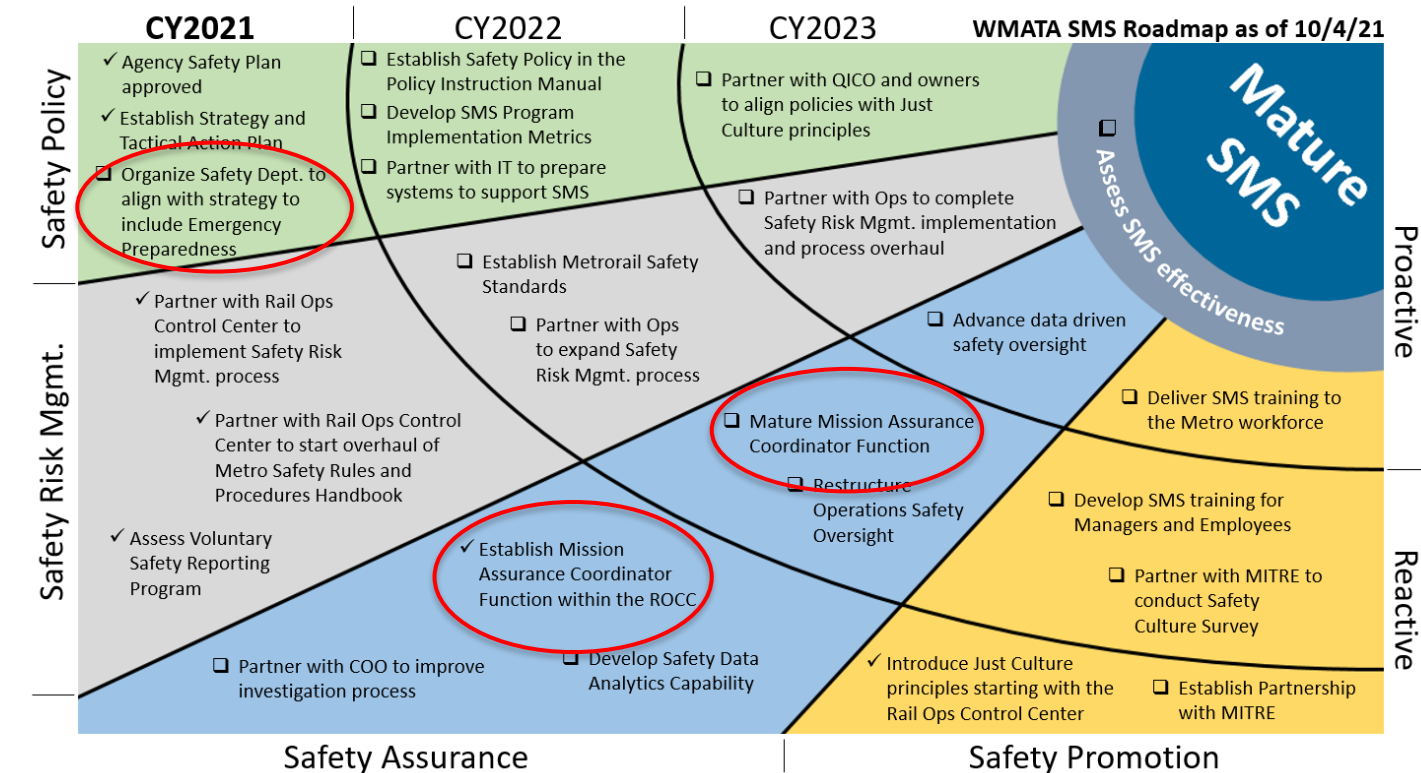 CY2021
CY2022
CY2023
WMATA SMS Roadmap as of 10/4/21
Safety Policy
✓ Agency Safety Plan
approved
✓ Establish Strategy and
Tactical Action Plan
❑ Organize Safety Dept. to
align with strategy to
include Emergency
Preparedness
❑ Establish Safety Policy in the
Policy Instruction Manual
❑ Develop SMS Program
Implementation Metrics
❑ Partner with IT to prepare
systems to support SMS
❑ Partner with QICO and owners
to align policies with Just
Culture principles
❑ Assess SMS effectiveness
Mature
SMS
Safety Risk Mgmt.
✓ Partner with Rail Ops
Control Center to
implement Safety Risk
Mgmt. process
✓ Partner with Rail Ops Control
Center to start overhaul of
Metro Safety Rules and
Procedures Handbook
✓ Assess Voluntary
Safety Reporting
Program
❑ Establish Metrorail Safety
Standards
❑ Partner with Ops
to expand Safety
Risk Mgmt. process
❑ Partner with Ops to complete
Safety Risk Mgmt. implementation
and process overhaul
❑ Advance data driven
safety oversight
❑ Mature Mission Assurance
Coordinator Function
❑ Restructure
Operations Safety
Oversight
✓ Establish Mission
Assurance Coordinator
Function within the ROCC
❑ Partner with COO to improve
investigation process
❑ Develop Safety Data
Analytics Capability
❑ Deliver SMS training to
the Metro workforce
❑ Develop SMS training for
Managers and Employees
❑ Partner with MITRE to
conduct Safety
Culture Survey
✓ Introduce Just Culture
principles starting with the
Rail Ops Control Center
❑ Establish Partnership
with MITRE
Proactive
Reactive
Safety Assurance
Safety Promotion